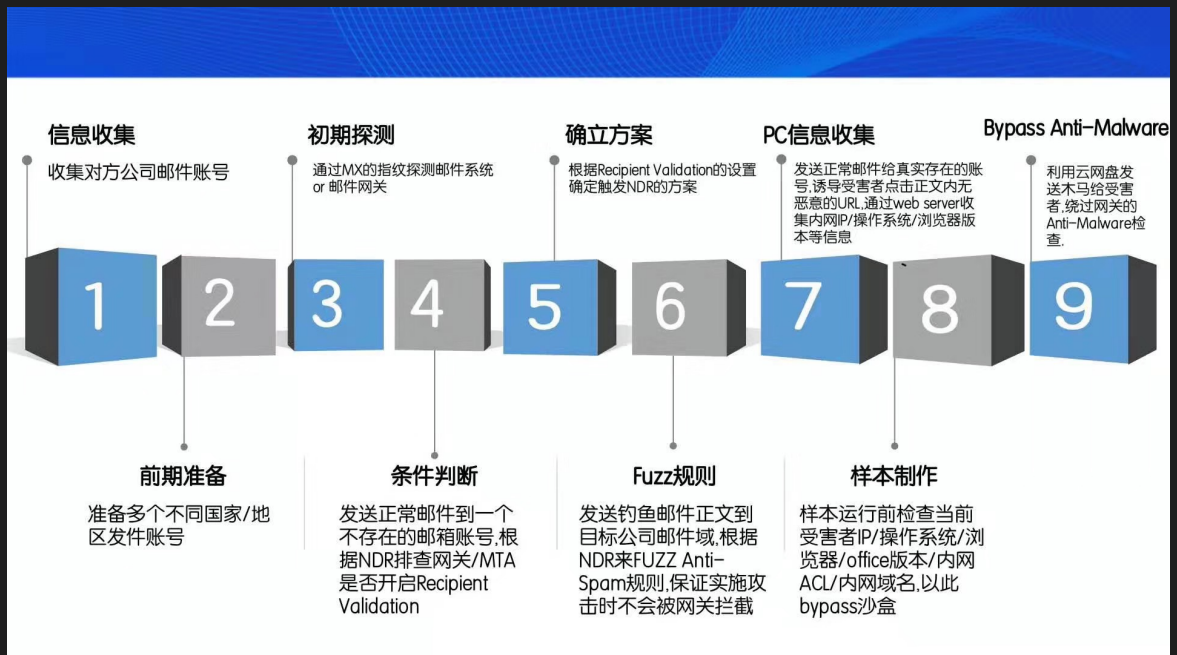 信息收集
收集对方公司邮件账号
初期探测
通过MX的指纹探测邮件系统
or 邮件网关
确立方案
根据Recipient Validation的设置
确定触发NDR的方案
PC信息收集
发送正常邮件给真实存在的账
号,诱导受害者点击正文内无
恶意的URL,通过web server收
集内网IP/操作系统/浏览器版
本等信息
Bypass Anti-Malware
利用云网盘发
送木马给受害
者,绕过网关的
Anti-Malware检
查.
1
2
3
4
5
6
7
8
9
前期准备
准备多个不同国家/地
区发件账号
条件判断
发送正常邮件到一个
不存在的邮箱账号,根
据NDR排查网关/MTA
是否开启Recipient
Validation
Fuzz规则
发送钓鱼邮件正文到
目标公司邮件域,根据
NDR来FUZZ Anti-
Spam规则,保证实施攻
击时不会被网关拦截
样本制作
样本运行前检查当前
受害者IP/操作系统/浏
览器/office版本/内网
ACL/内网域名,以此
bypass沙盒